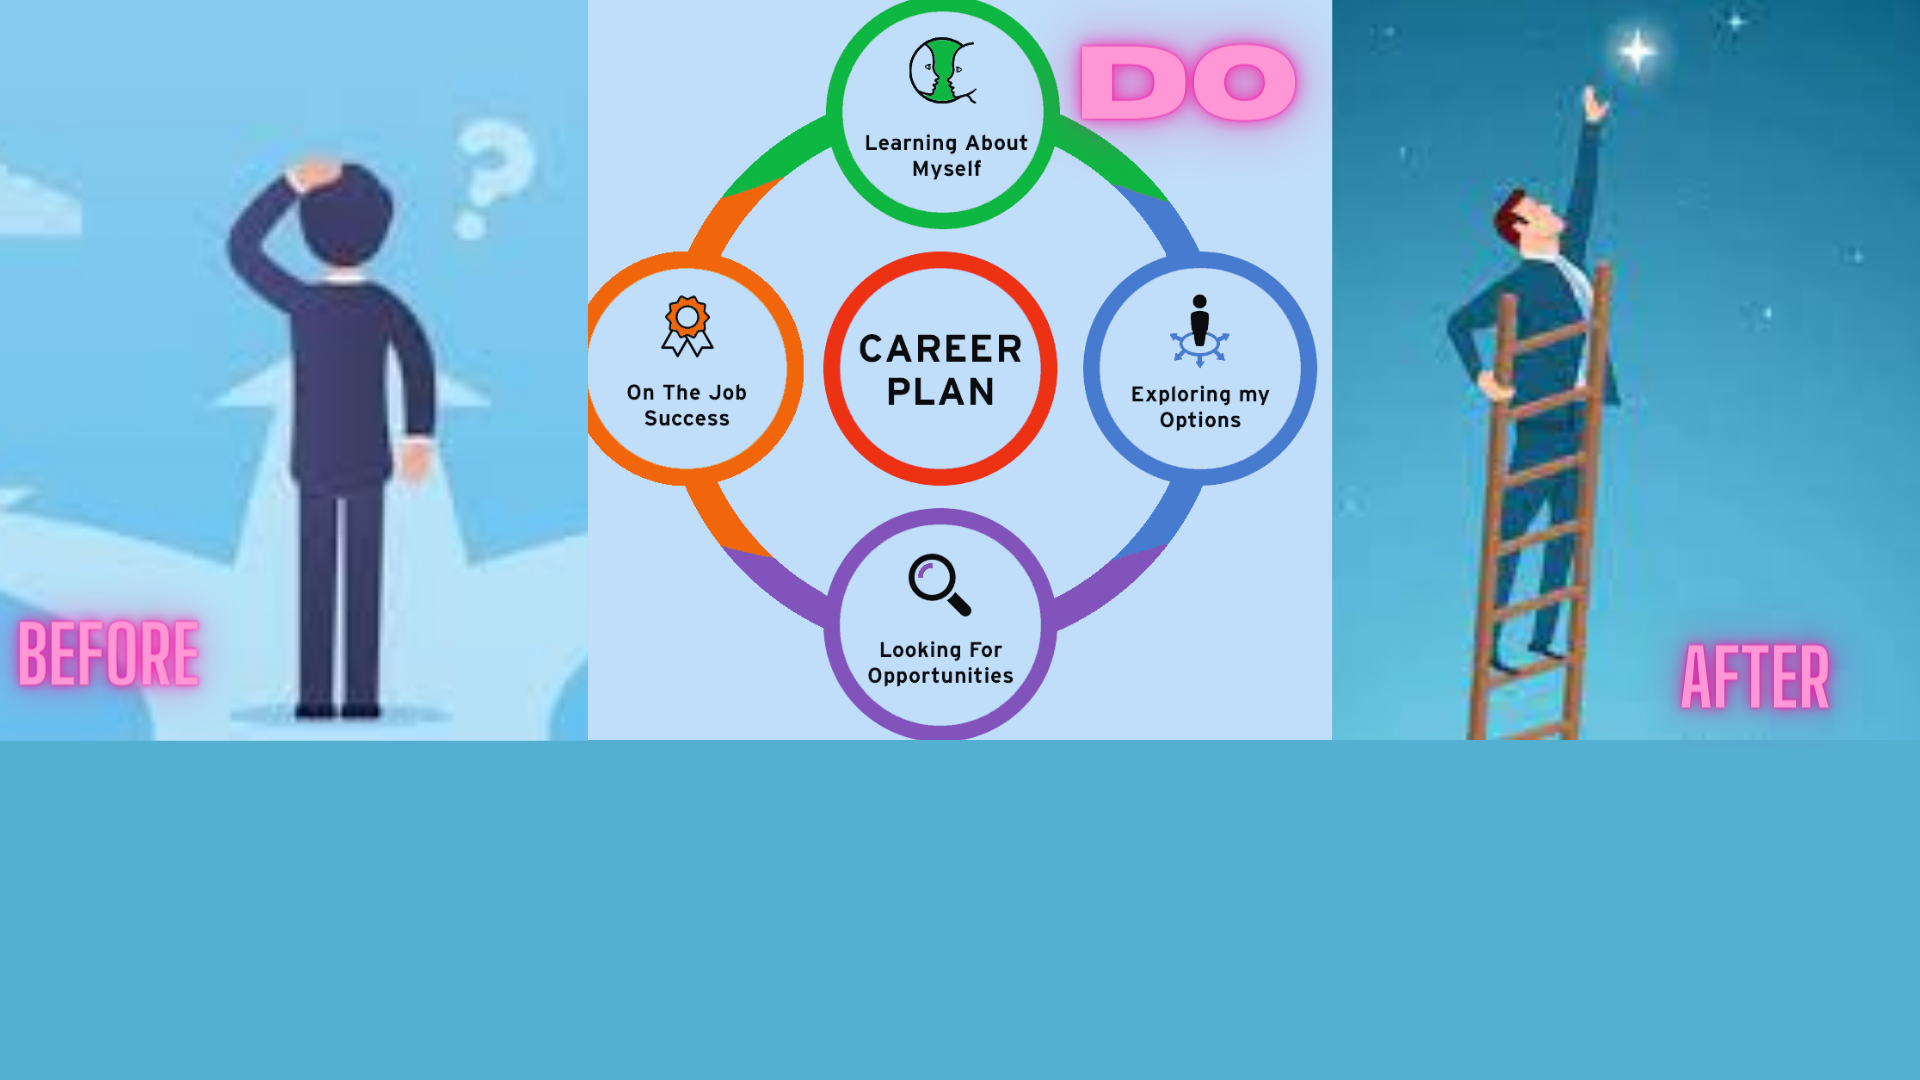 BEFORE
DO
Learning About
Myself
On The Job
Success
CAREER
PLAN
Exploring my
Options
Looking For
Opportunities
AFTER